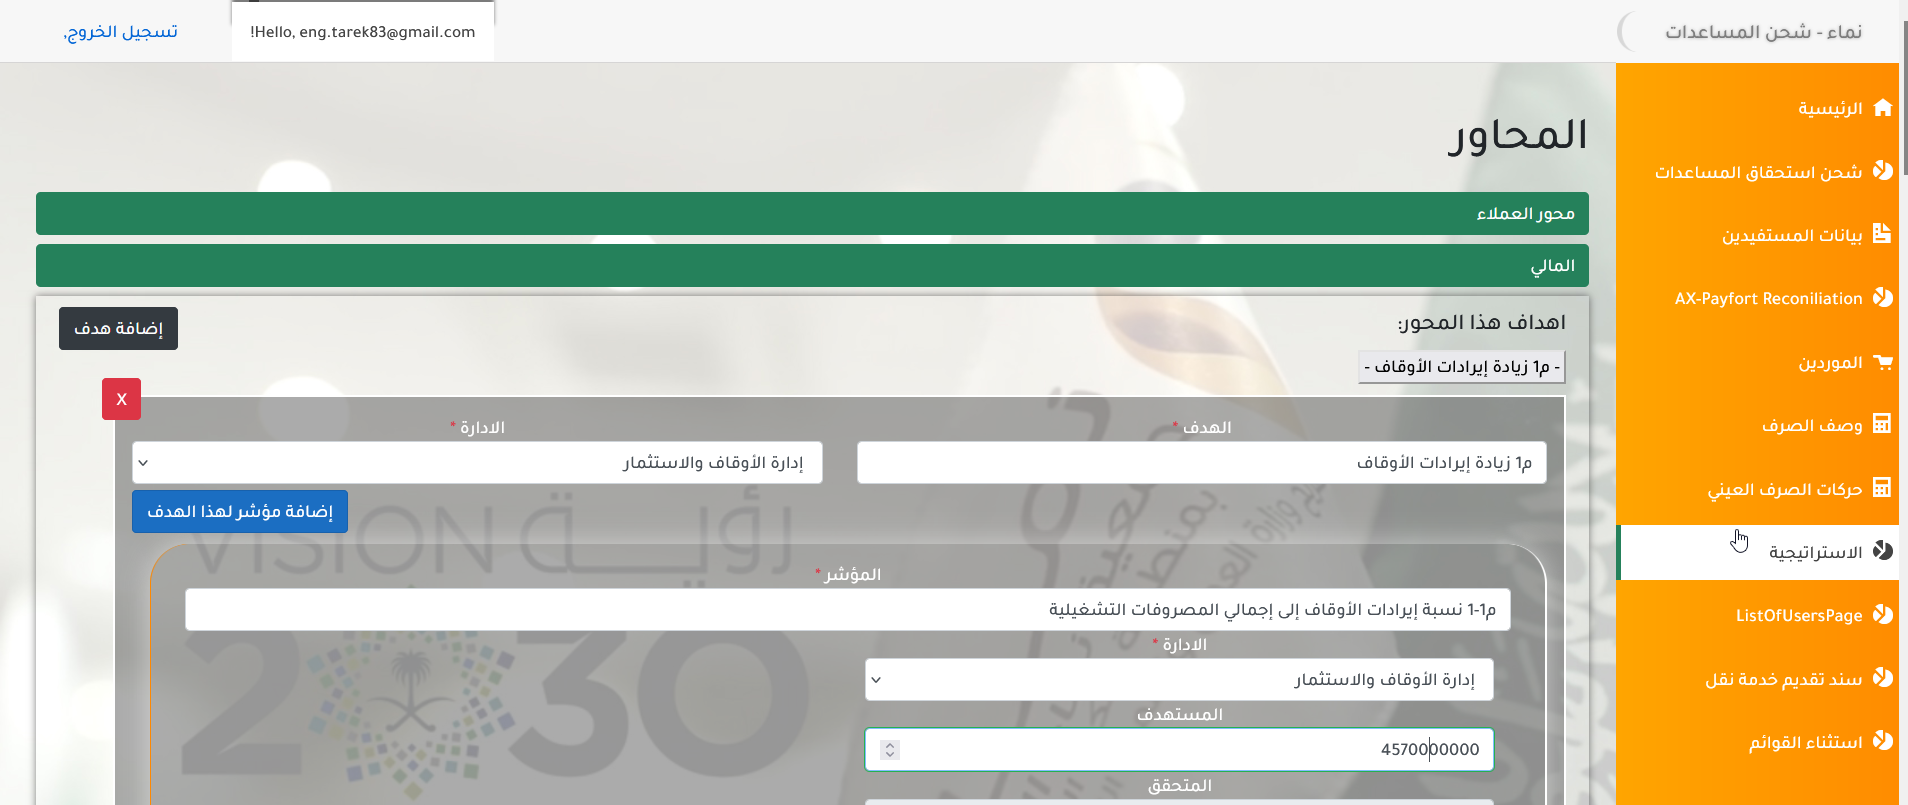 نماء - شحن المساعدات
Hello, eng.tarek83@gmail.com!
تسجيل الخروج,
الرئيسية
شحن استحقاق المساعدات
بيانات المستفيدين
AX-Payfort Reconiliation
الموردين
وصف الصرف
حركات الصرف العيني
الاستراتيجية
ListOfUsersPage
سند تقديم خدمة نقل
استثناء القوائم
المحاور
محور العملاء
المالي
اهداف هذا المحور:
إضافة هدف
- م1 زيادة إيرادات الأوقاف -
X
الهدف *
الادارة *
م1 زيادة إيرادات الأوقاف
إدارة الأوقاف والاستثمار
إضافة مؤشر لهذا الهدف
رؤية VISION
2030
المؤشر *
م1-1 نسبة إيرادات الأوقاف إلى إجمالي المصروفات التشغيلية
الادارة *
إدارة الأوقاف والاستثمار
المستهدف
4570000000
المتحقق